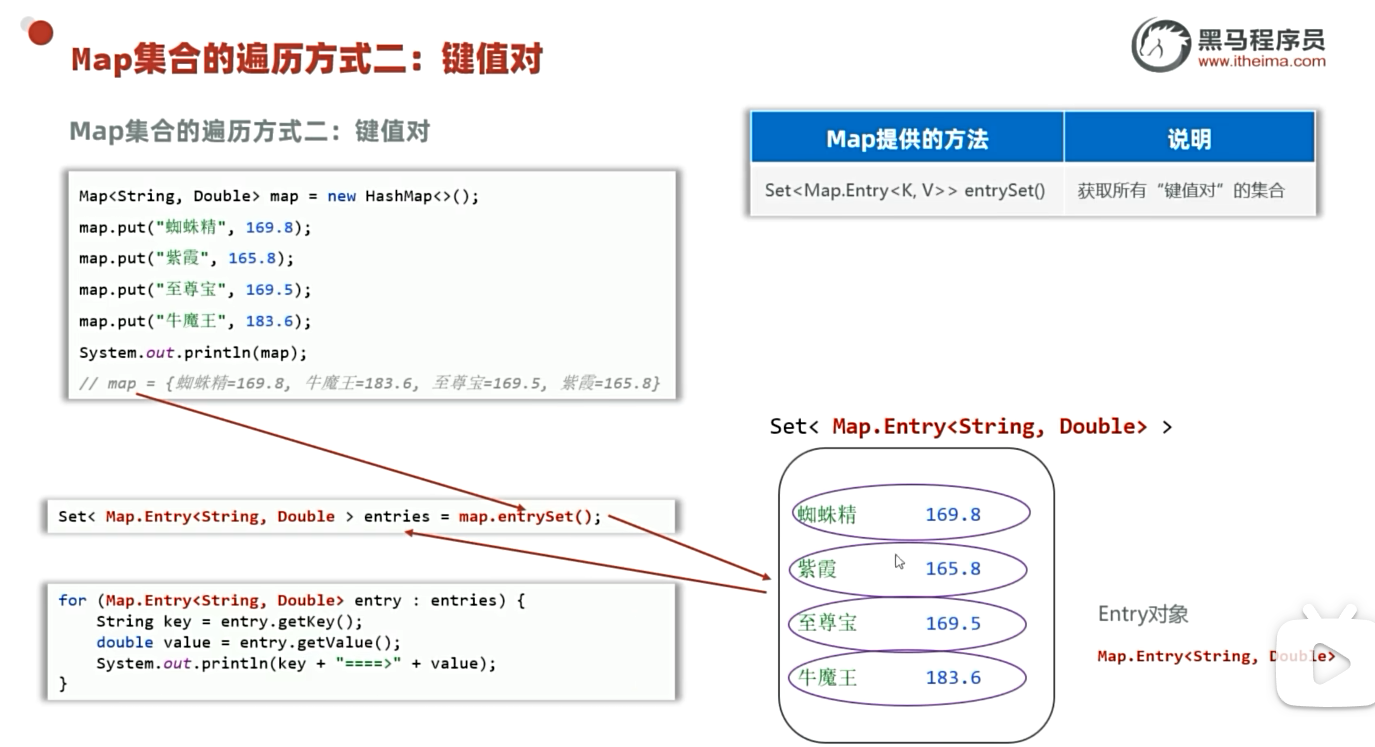 Map集合的遍历方式二：键值对
黑马程序员
www.itheima.com
Map集合的遍历方式二：键值对
Map<String, Double> map = new HashMap<>();
map.put("蜘蛛精", 169.8);
map.put("紫霞", 165.8);
map.put("至尊宝", 169.5);
map.put("牛魔王", 183.6);
System.out.println(map);
// map = {蜘蛛精=169.8, 牛魔王=183.6, 至尊宝=169.5, 紫霞=165.8}
Map提供的方法 说明
Set<Map.Entry<K, V>> entrySet() 获取所有“键值对”的集合
Set< Map.Entry<String, Double > entries = map.entrySet();
for (Map.Entry<String, Double> entry : entries) {
String key = entry.getKey();
double value = entry.getValue();
System.out.println(key + "====>" + value);
}
Set< Map.Entry<String, Double> >
蜘蛛精 169.8
紫霞 165.8
至尊宝 169.5
牛魔王 183.6
Entry对象
Map.Entry<String, Double>